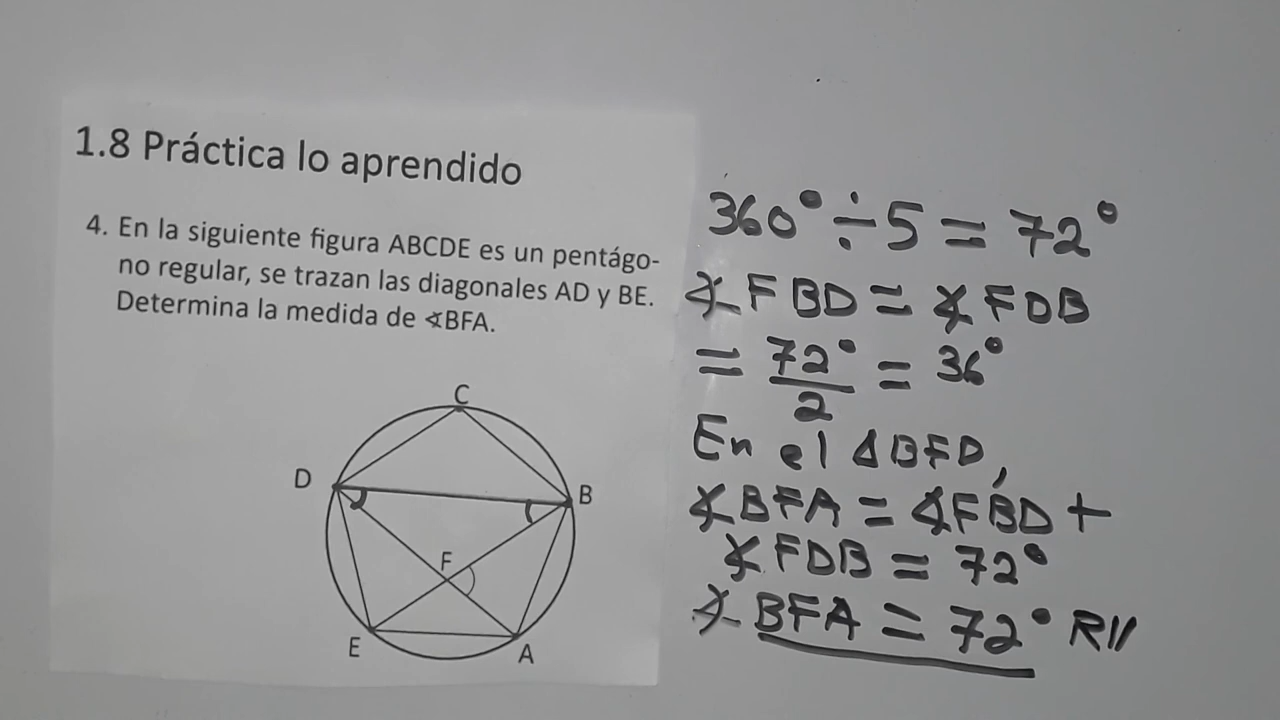 1.8 Práctica lo aprendido
4. En la siguiente figura ABCDE es un pentágo-
no regular, se trazan las diagonales AD y BE.
Determina la medida de ∢BFA.
C
D
B
F
E
A
360° ÷ 5 = 72°
∢FBD = ∢FDB
= 72°/2 = 36°
En el ΔBFD,
∢BFA = ∢FBD +
∢FDB = 72°
∢BFA = 72° R//